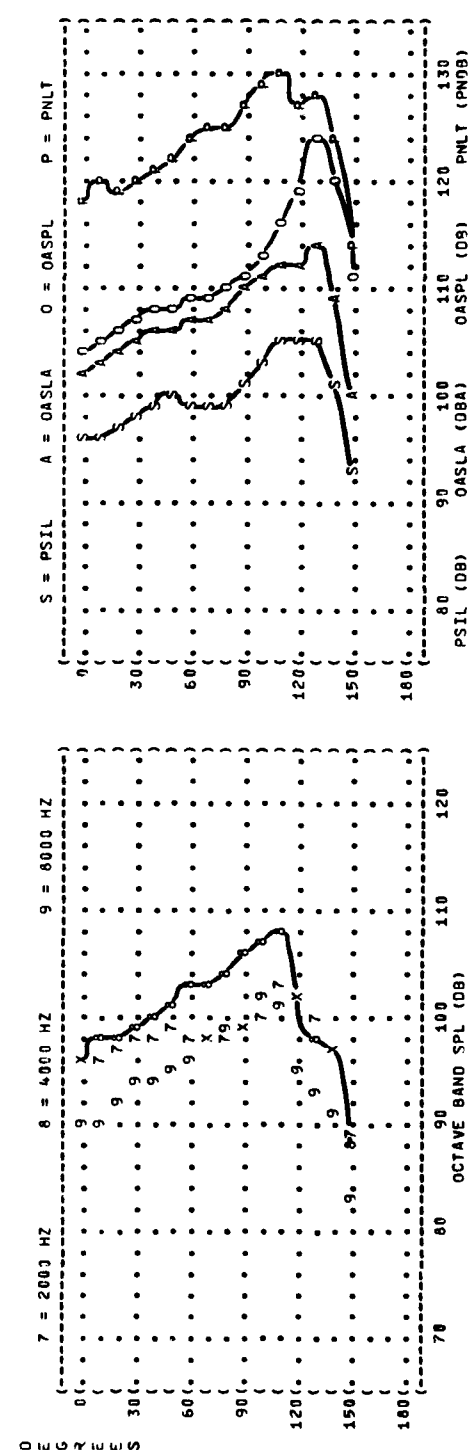 7 = 2000 HZ 8 = 4000 HZ 9 = 8000 HZ
DEGREES
0
30
60
90
120
150
180
70 80 90 100 110 120
OCTAVE BAND SPL (DB)
S = PSIL A = OASLA O = OASPL P = PNLT
0
30
60
90
120
150
180
80 90 100 110 120 130
PSIL (DB) OASLA (DBA) OASPL (DB) PNLT (PNDB)